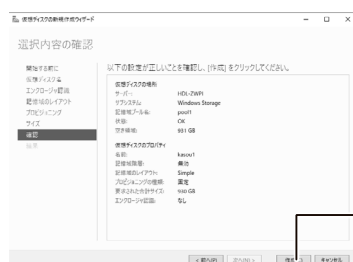 仮想ディスクの新規作成ウィザード
選択内容の確認
開始する前に
仮想ディスク名
エンクロージャ認識
記憶域のレイアウト
プロビジョニング
サイズ
確認
結果
以下の設定が正しいことを確認し、[作成] をクリックしてください。
仮想ディスクの場所
サーバー: HDL-ZWPI
サブシステム: Windows Storage
記憶域プール名: pool1
状態: OK
空き領域: 931 GB
仮想ディスクのプロパティ
名前: kasou1
記憶域階層: 無効
記憶域のレイアウト: Simple
プロビジョニングの種類: 固定
要求された合計サイズ: 930 GB
エンクロージャ認識: なし
< 前へ(P)
次へ(N) >
キャンセル